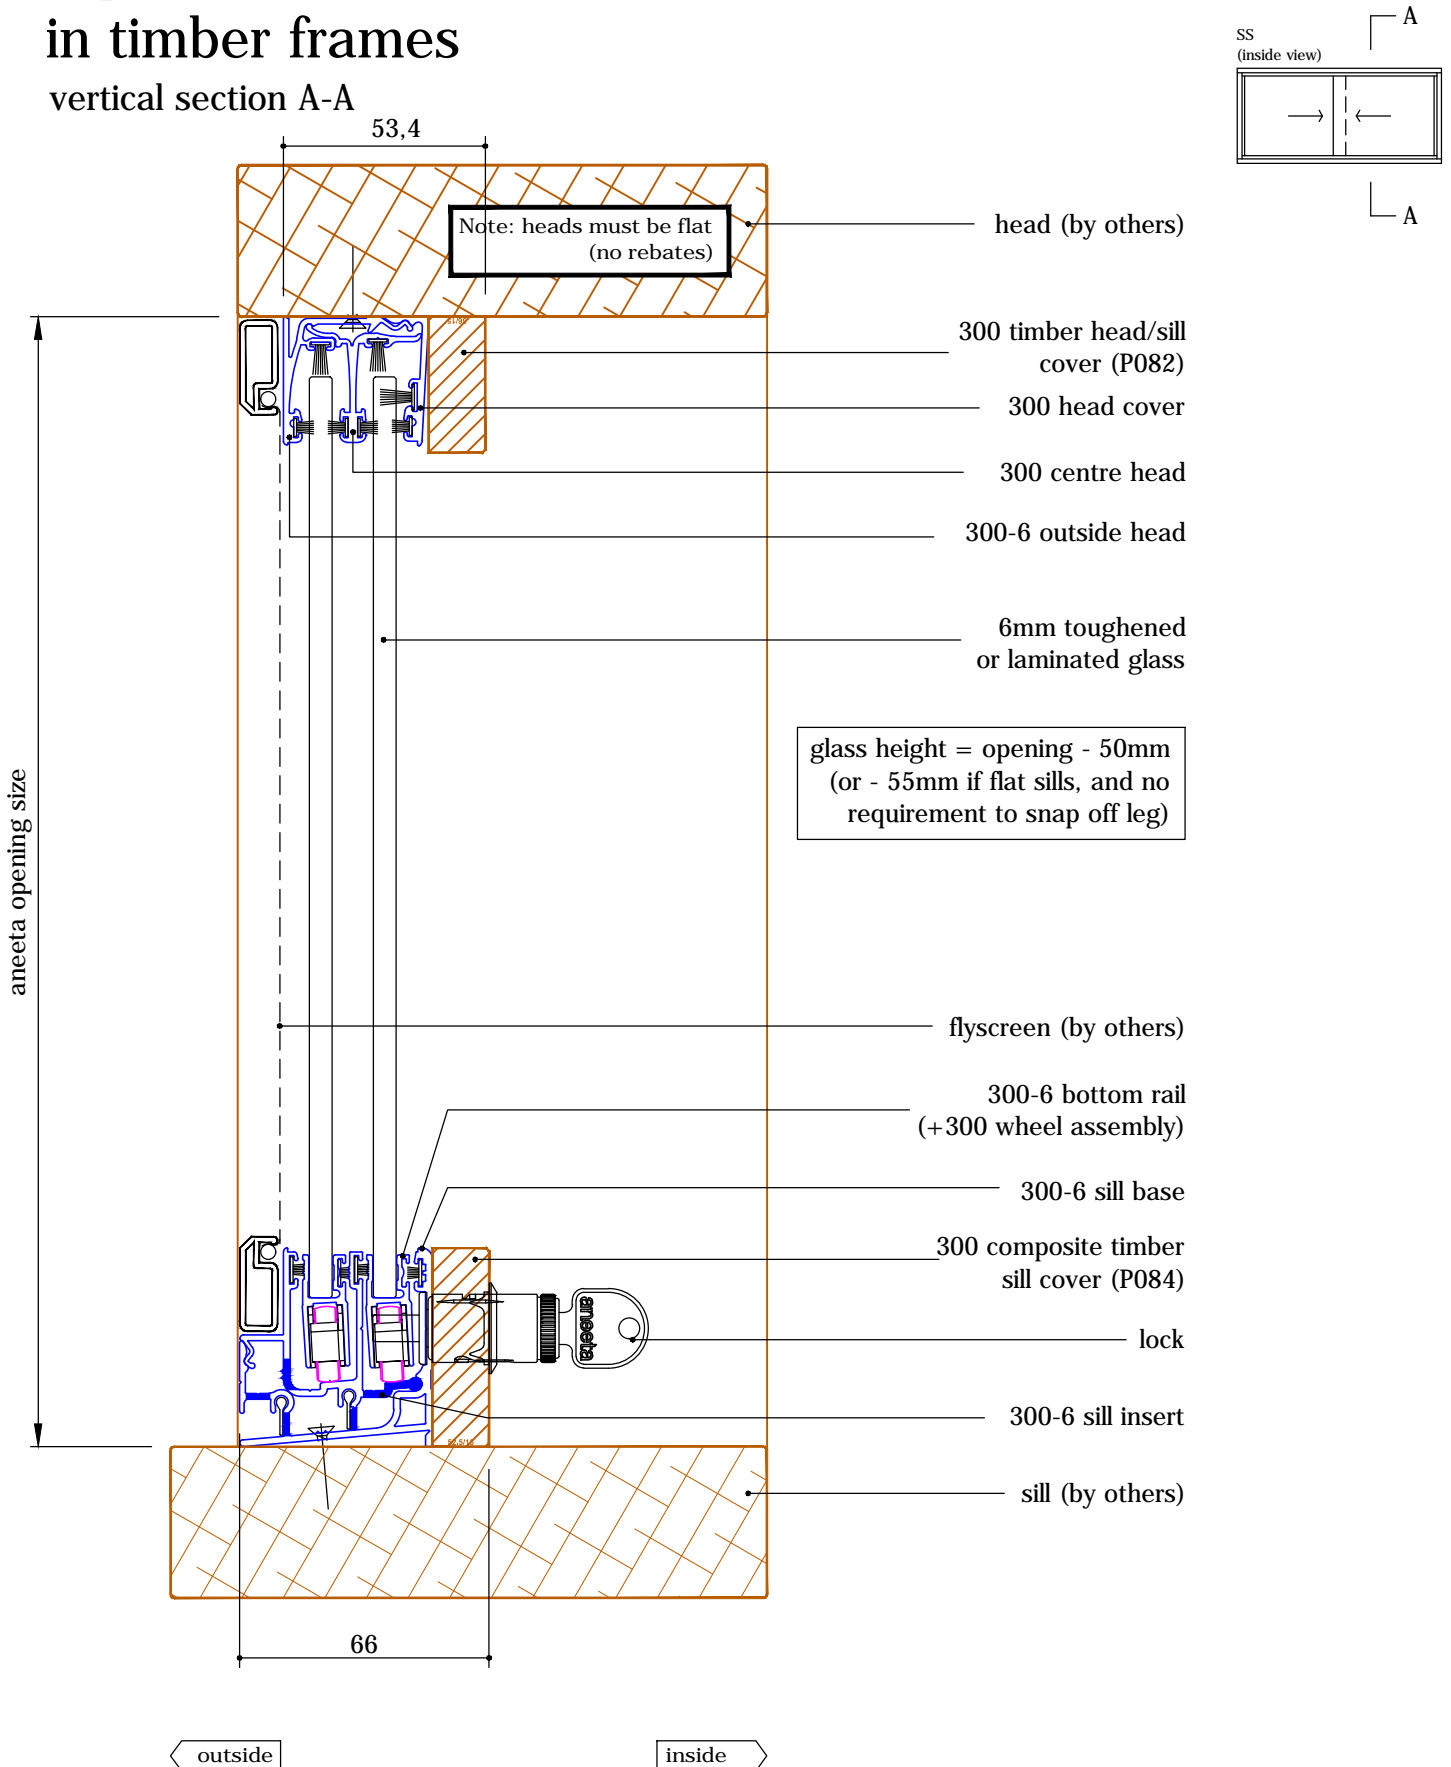 in timber frames
vertical section A-A
A
SS
(inside view)
A
53,4
Note: heads must be flat
(no rebates)
head (by others)
300 timber head/sill
cover (P082)
300 head cover
300 centre head
300-6 outside head
6mm toughened
or laminated glass
glass height = opening - 50mm
(or - 55mm if flat sills, and no
requirement to snap off leg)
aneeta opening size
flyscreen (by others)
300-6 bottom rail
(+300 wheel assembly)
300-6 sill base
300 composite timber
sill cover (P084)
aneeta
lock
300-6 sill insert
sill (by others)
66
outside
inside